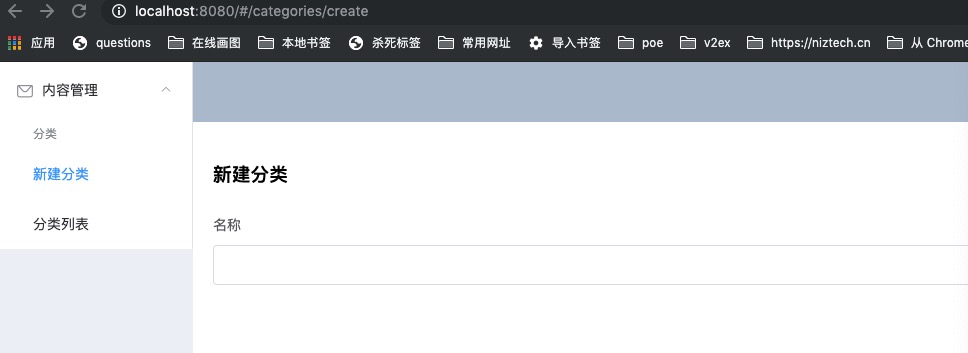 localhost:8080/#/categories/create
应用 questions 在线画图 本地书签 杀死标签 常用网址 导入书签 poe v2ex https://niztech.cn 从 Chrome
内容管理
分类
新建分类
分类列表
新建分类
名称